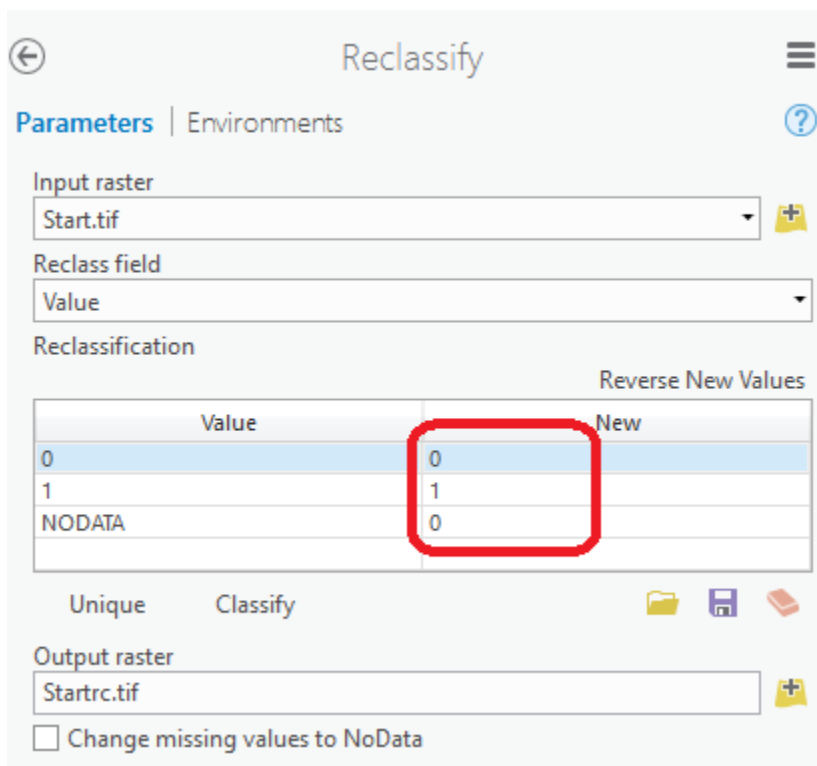 Reclassify
Parameters | Environments
Input raster
Start.tif
Reclass field
Value
Reclassification
Reverse New Values
Value New
0 0
1 1
NODATA 0
Unique Classify
Output raster
Startrc.tif
Change missing values to NoData